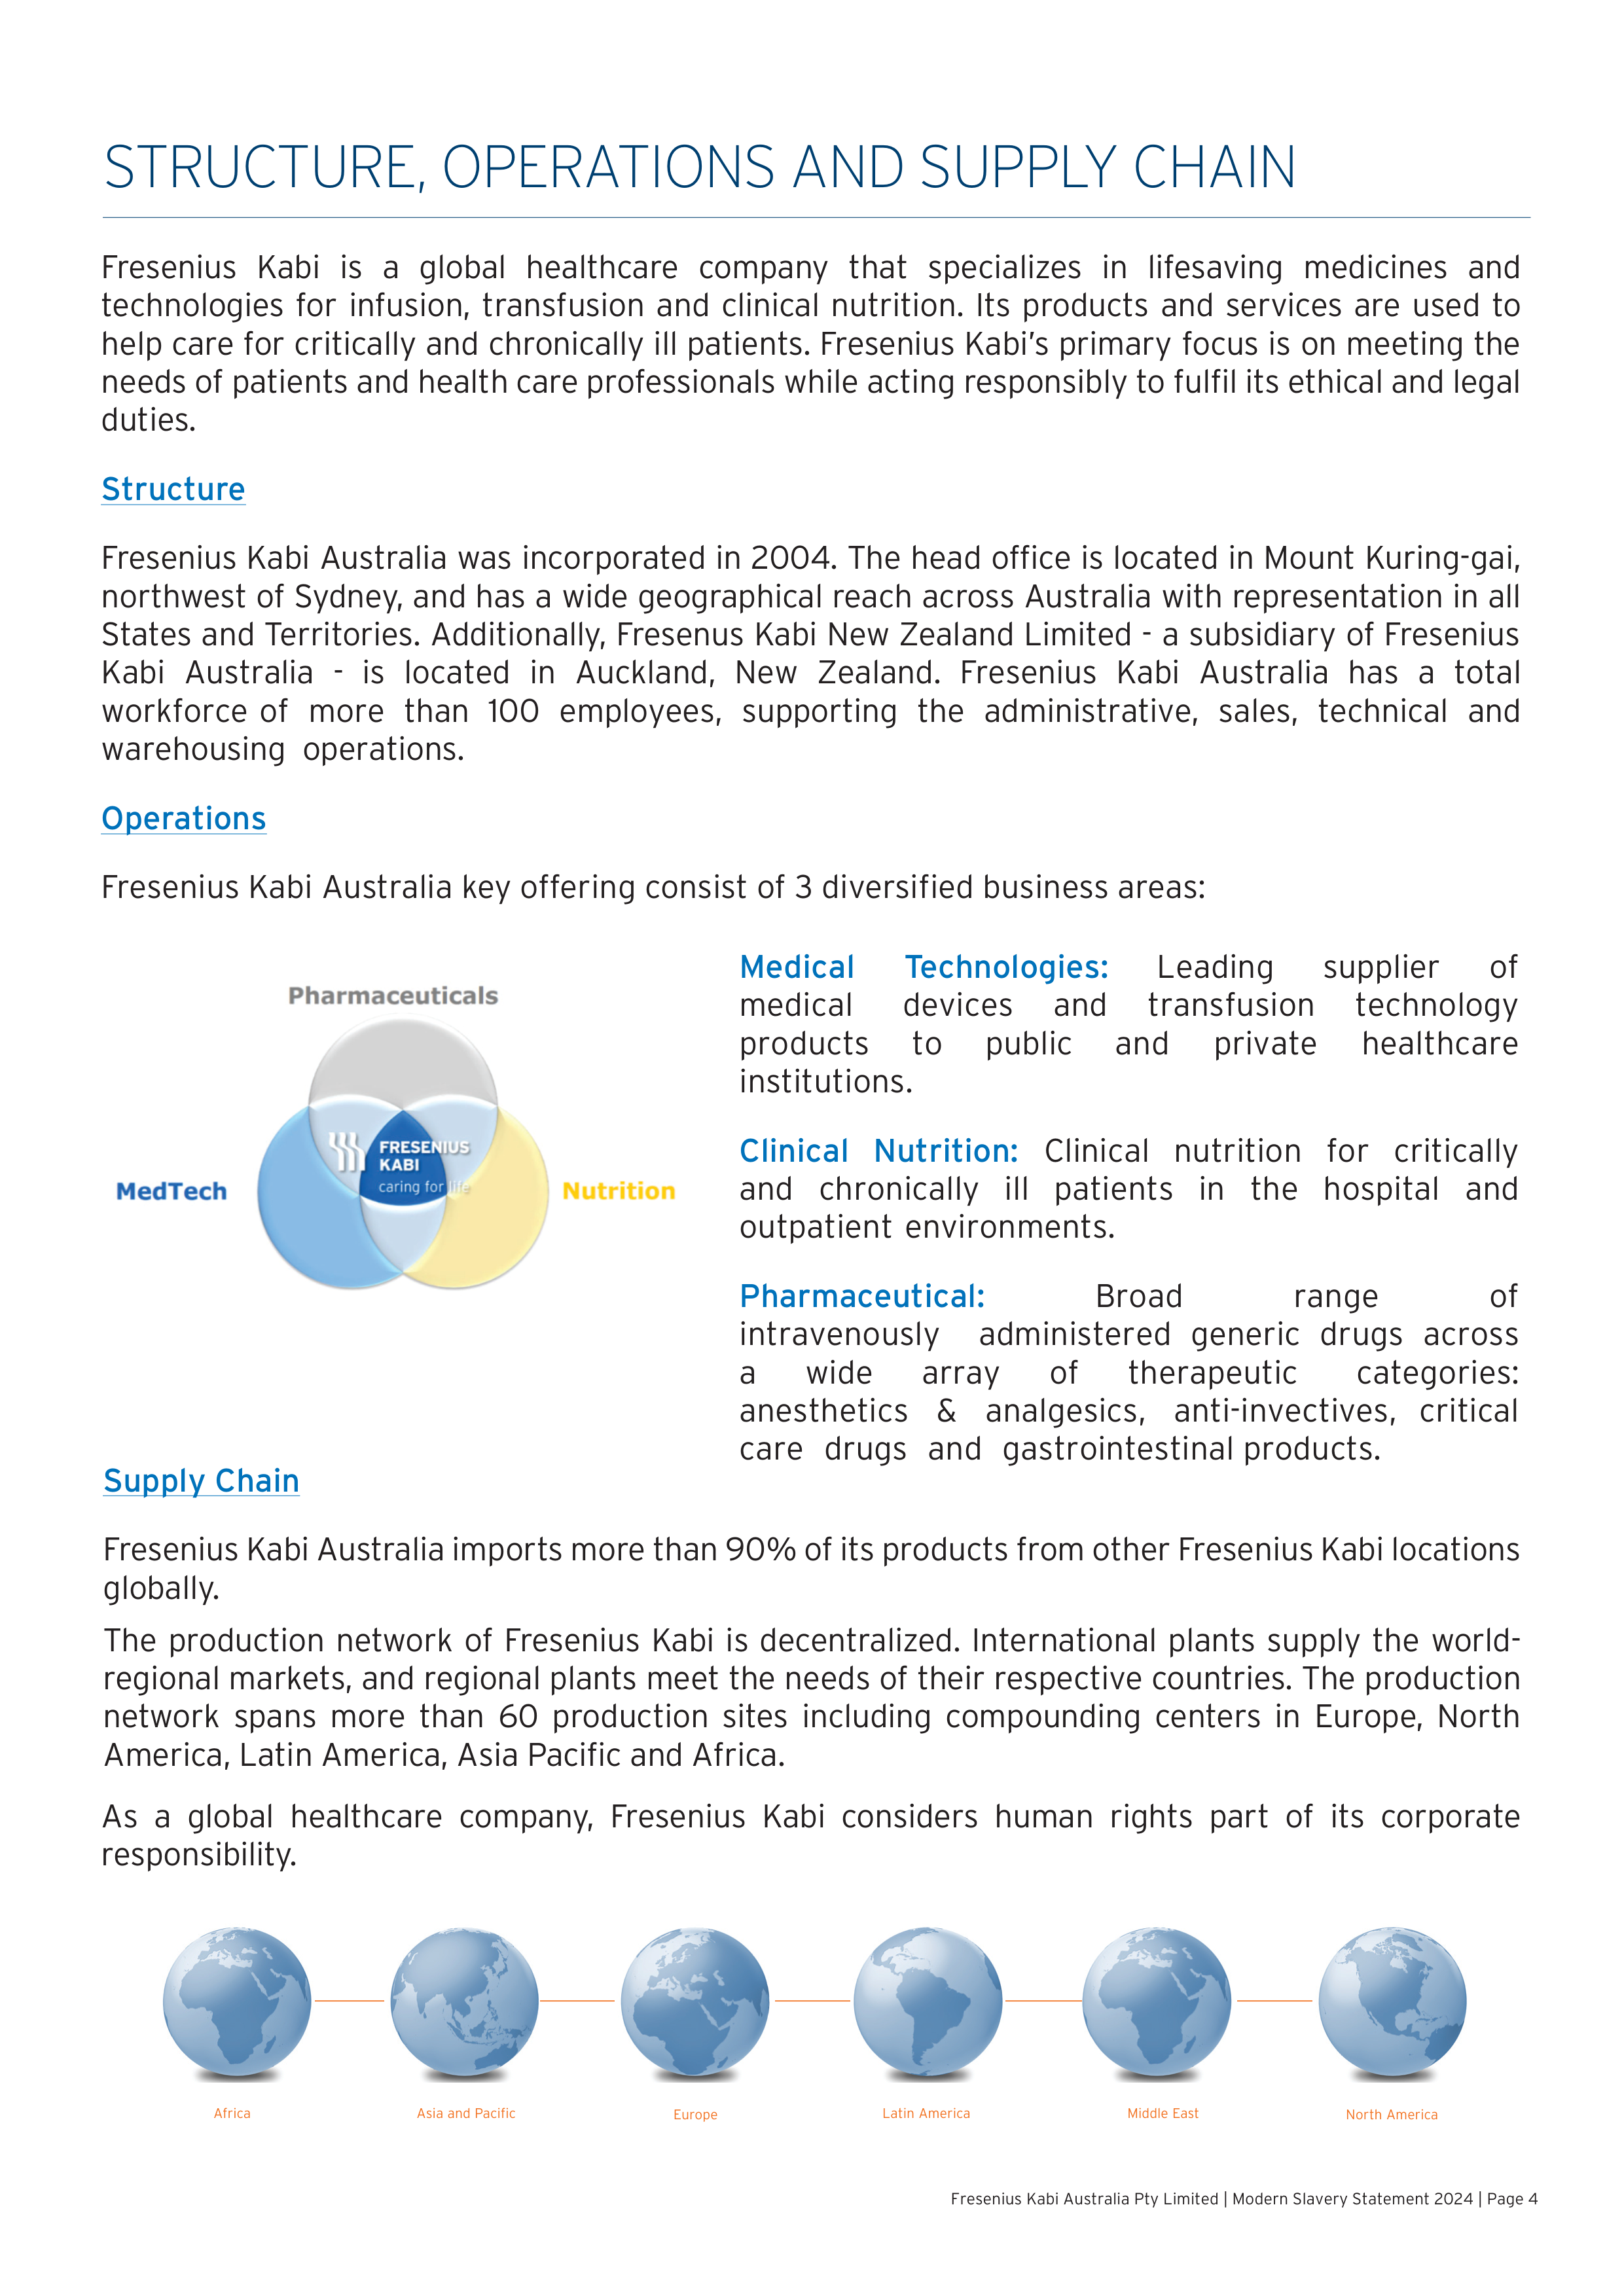 STRUCTURE, OPERATIONS AND SUPPLY CHAIN
Fresenius Kabi is a global healthcare company that specializes in lifesaving medicines and
technologies for infusion, transfusion and clinical nutrition. Its products and services are used to
help care for critically and chronically ill patients. Fresenius Kabi’s primary focus is on meeting the
needs of patients and health care professionals while acting responsibly to fulfil its ethical and legal
duties.
Structure
Fresenius Kabi Australia was incorporated in 2004. The head office is located in Mount Kuring-gai,
northwest of Sydney, and has a wide geographical reach across Australia with representation in all
States and Territories. Additionally, Fresenus Kabi New Zealand Limited - a subsidiary of Fresenius
Kabi Australia - is located in Auckland, New Zealand. Fresenius Kabi Australia has a total
workforce of more than 100 employees, supporting the administrative, sales, technical and
warehousing operations.
Operations
Fresenius Kabi Australia key offering consist of 3 diversified business areas:
Pharmaceuticals
FRESENIUS
KABI
caring for life
MedTech
Nutrition
Medical Technologies: Leading supplier of
medical devices and transfusion technology
products to public and private healthcare
institutions.
Clinical Nutrition: Clinical nutrition for critically
and chronically ill patients in the hospital and
outpatient environments.
Pharmaceutical: Broad range of
intravenously administered generic drugs across
a wide array of therapeutic categories:
anesthetics & analgesics, anti-invectives, critical
care drugs and gastrointestinal products.
Supply Chain
Fresenius Kabi Australia imports more than 90% of its products from other Fresenius Kabi locations
globally.
The production network of Fresenius Kabi is decentralized. International plants supply the world-
regional markets, and regional plants meet the needs of their respective countries. The production
network spans more than 60 production sites including compounding centers in Europe, North
America, Latin America, Asia Pacific and Africa.
As a global healthcare company, Fresenius Kabi considers human rights part of its corporate
responsibility.
Africa
Asia and Pacific
Europe
Latin America
Middle East
North America
Fresenius Kabi Australia Pty Limited | Modern Slavery Statement 2024 | Page 4